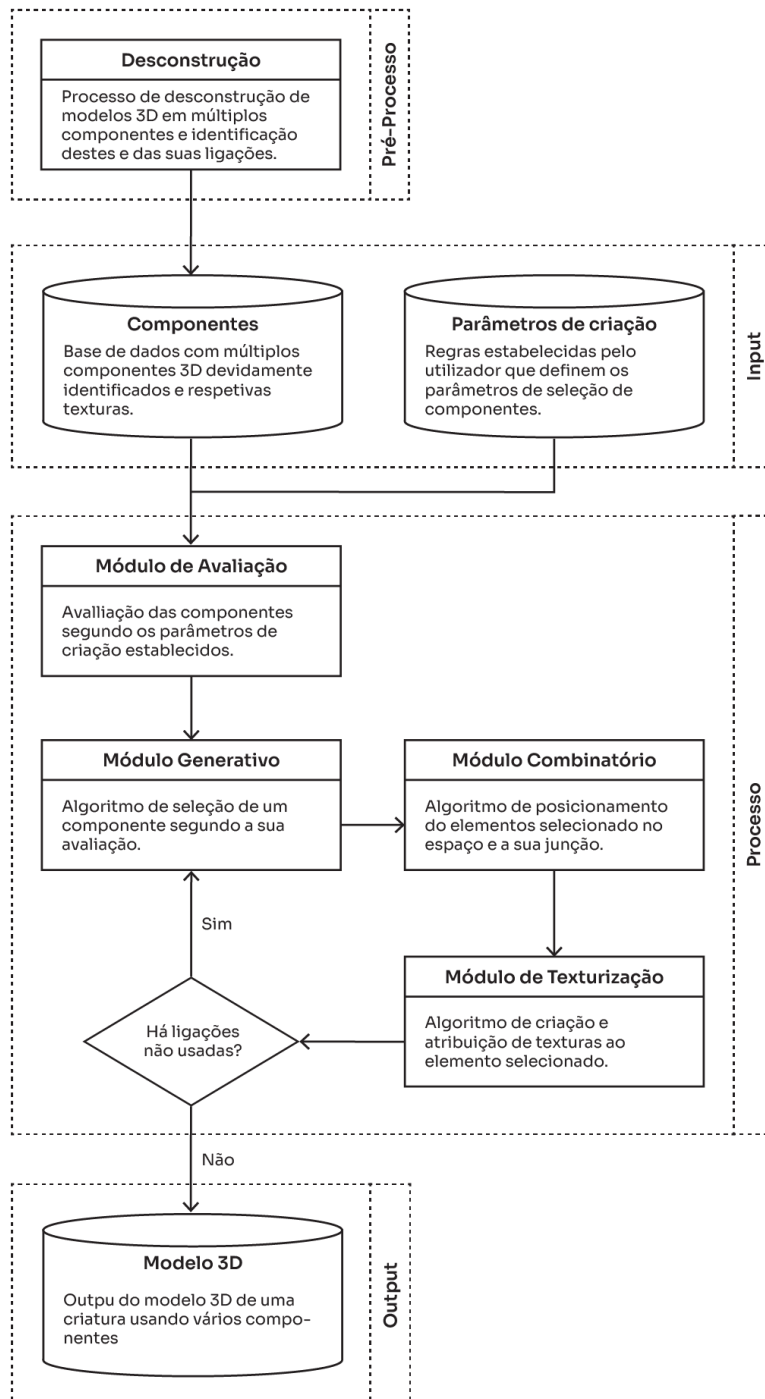 Desconstrução
Processo de desconstrução de
modelos 3D em múltiplos
componentes e identificação
destes e das suas ligações.
Pré-Processo
Componentes
Base de dados com múltiplos
componentes 3D devidamente
identificados e respetivas
texturas.
Parâmetros de criação
Regras estabelecidas pelo
utilizador que definem os
parâmetros de seleção de
componentes.
Input
Módulo de Avaliação
Avalliação das componentes
segundo os parâmetros de
criação establecidos.
Módulo Generativo
Algoritmo de seleção de um
componente segundo a sua
avaliação.
Módulo Combinatório
Algoritmo de posicionamento
do elementos selecionado no
espaço e a sua junção.
Processo
Sim
Módulo de Texturização
Algoritmo de criação e
atribuição de texturas ao
elemento selecionado.
Há ligações
não usadas?
Não
Modelo 3D
Outpu do modelo 3D de uma
criatura usando vários compo-
nentes
Output